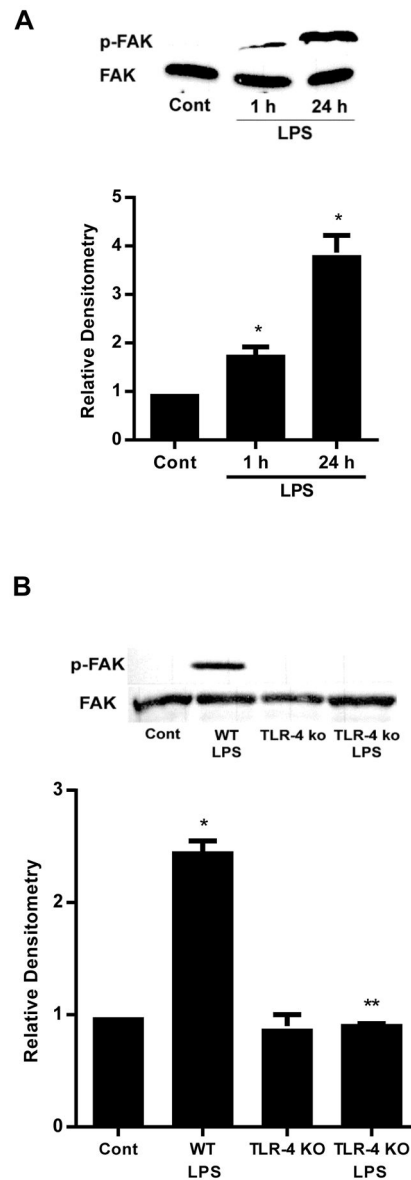 A
p-FAK
FAK
Cont 1 h 24 h
LPS
Relative Densitometry
5
4
3
2
1
0
*
*
Cont 1 h 24 h
LPS
B
p-FAK
FAK
Cont WT LPS TLR-4 ko TLR-4 ko LPS
Relative Densitometry
3
2
1
0
*
**
Cont WT LPS TLR-4 KO TLR-4 KO LPS